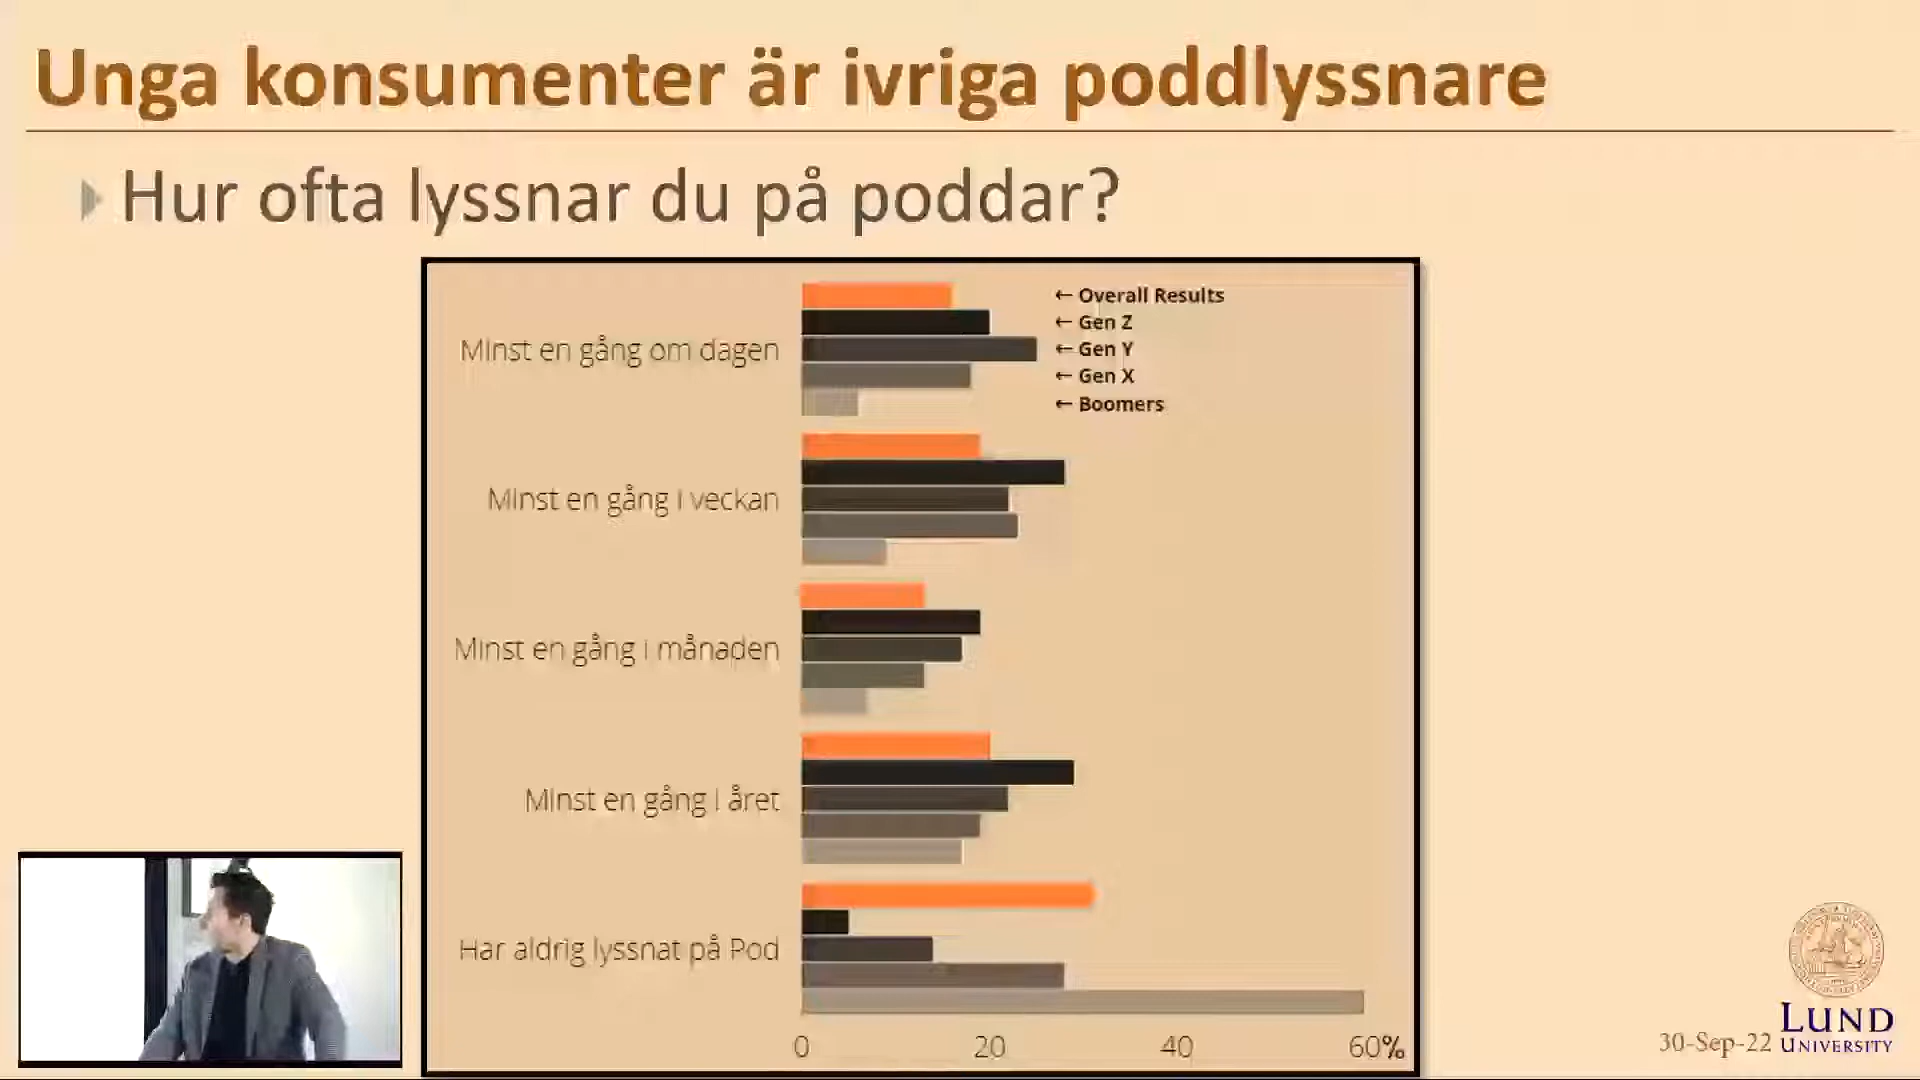 Unga konsumenter är ivriga poddlyssnare
Hur ofta lyssnar du på poddar?
← Overall Results
← Gen Z
← Gen Y
← Gen X
← Boomers
Minst en gång om dagen
Minst en gång i veckan
Minst en gång i månaden
Minst en gång i året
Har aldrig lyssnat på Pod
0 20 40 60%
30-Sep-22
LUND
UNIVERSITY